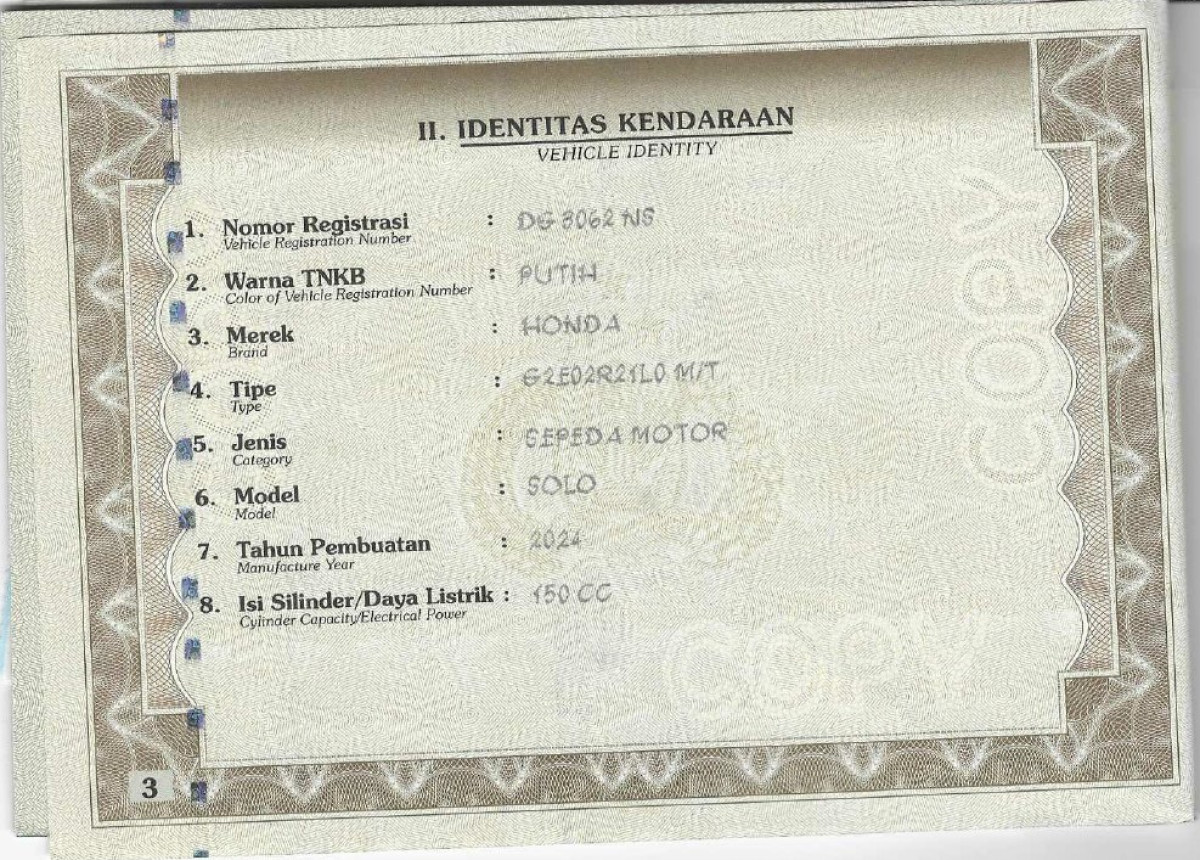 II. IDENTITAS KENDARAAN
VEHICLE IDENTITY
1. Nomor Registrasi : DG 3062 NS
Vehicle Registration Number
2. Warna TNKB : PUTIH
Color of Vehicle Registration Number
3. Merek : HONDA
Brand
4. Tipe : G2E02R21L0 M/T
Type
5. Jenis : SEPEDA MOTOR
Category
6. Model : SOLO
Model
7. Tahun Pembuatan : 2024
Manufacture Year
8. Isi Silinder/Daya Listrik : 150 CC
Cylinder Capacity/Electrical Power
COPY
COPY
3